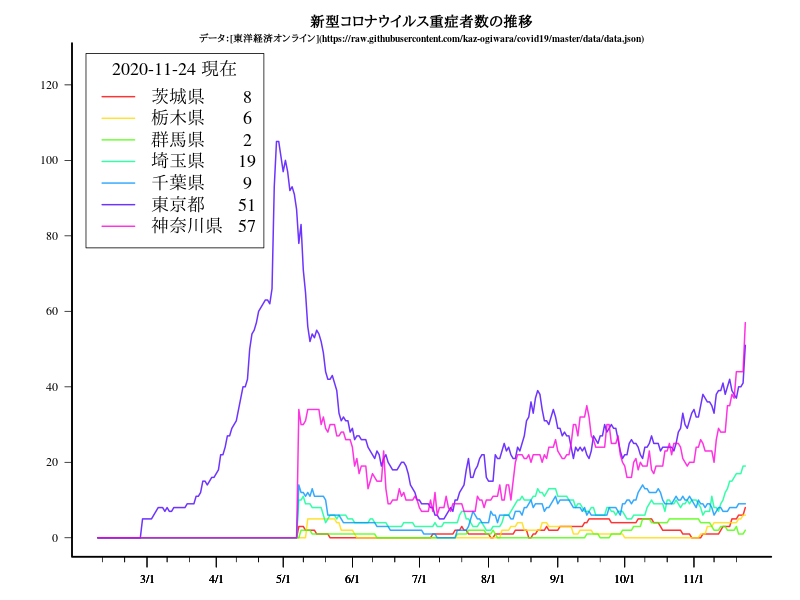 新型コロナウイルス重症者数の推移
データ:[東洋経済オンライン](https://raw.githubusercontent.com/kaz-ogiwara/covid19/master/data/data.json)
2020-11-24 現在
茨城県 8
栃木県 6
群馬県 2
埼玉県 19
千葉県 9
東京都 51
神奈川県 57
120
100
80
60
40
20
0
3/1 4/1 5/1 6/1 7/1 8/1 9/1 10/1 11/1